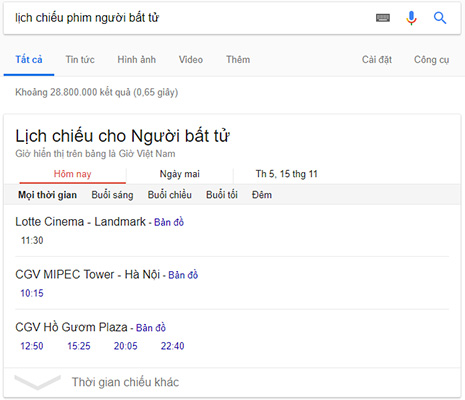 lịch chiếu phim người bất tử
Tất cả Tin tức Hình ảnh Video Thêm Cài đặt Công cụ
Khoảng 28.800.000 kết quả (0,65 giây)
Lịch chiếu cho Người bất tử
Giờ hiển thị trên bảng là Giờ Việt Nam
Hôm nay Ngày mai Th 5, 15 thg 11
Mọi thời gian Buổi sáng Buổi chiều Buổi tối Đêm
Lotte Cinema - Landmark - Bản đồ
11:30
CGV MIPEC Tower - Hà Nội - Bản đồ
10:15
CGV Hồ Gươm Plaza - Bản đồ
12:50 15:25 20:05 22:40
Thời gian chiếu khác